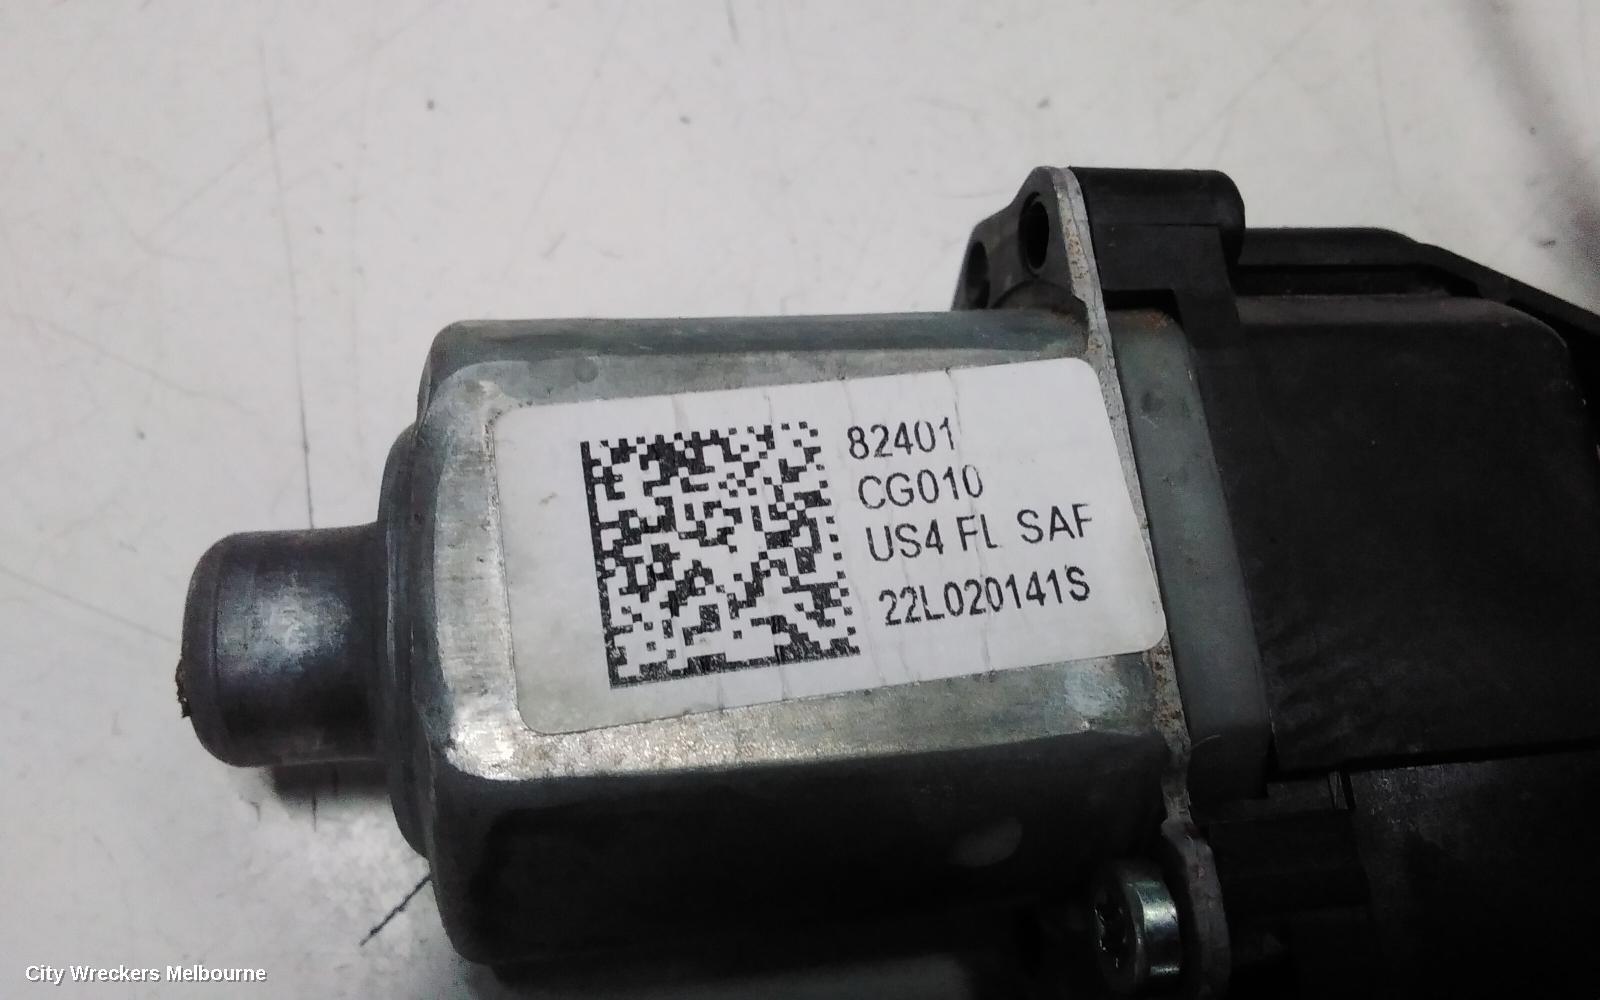 82401
CG010
US4 FL SAF
22L020141S
City Wreckers Melbourne